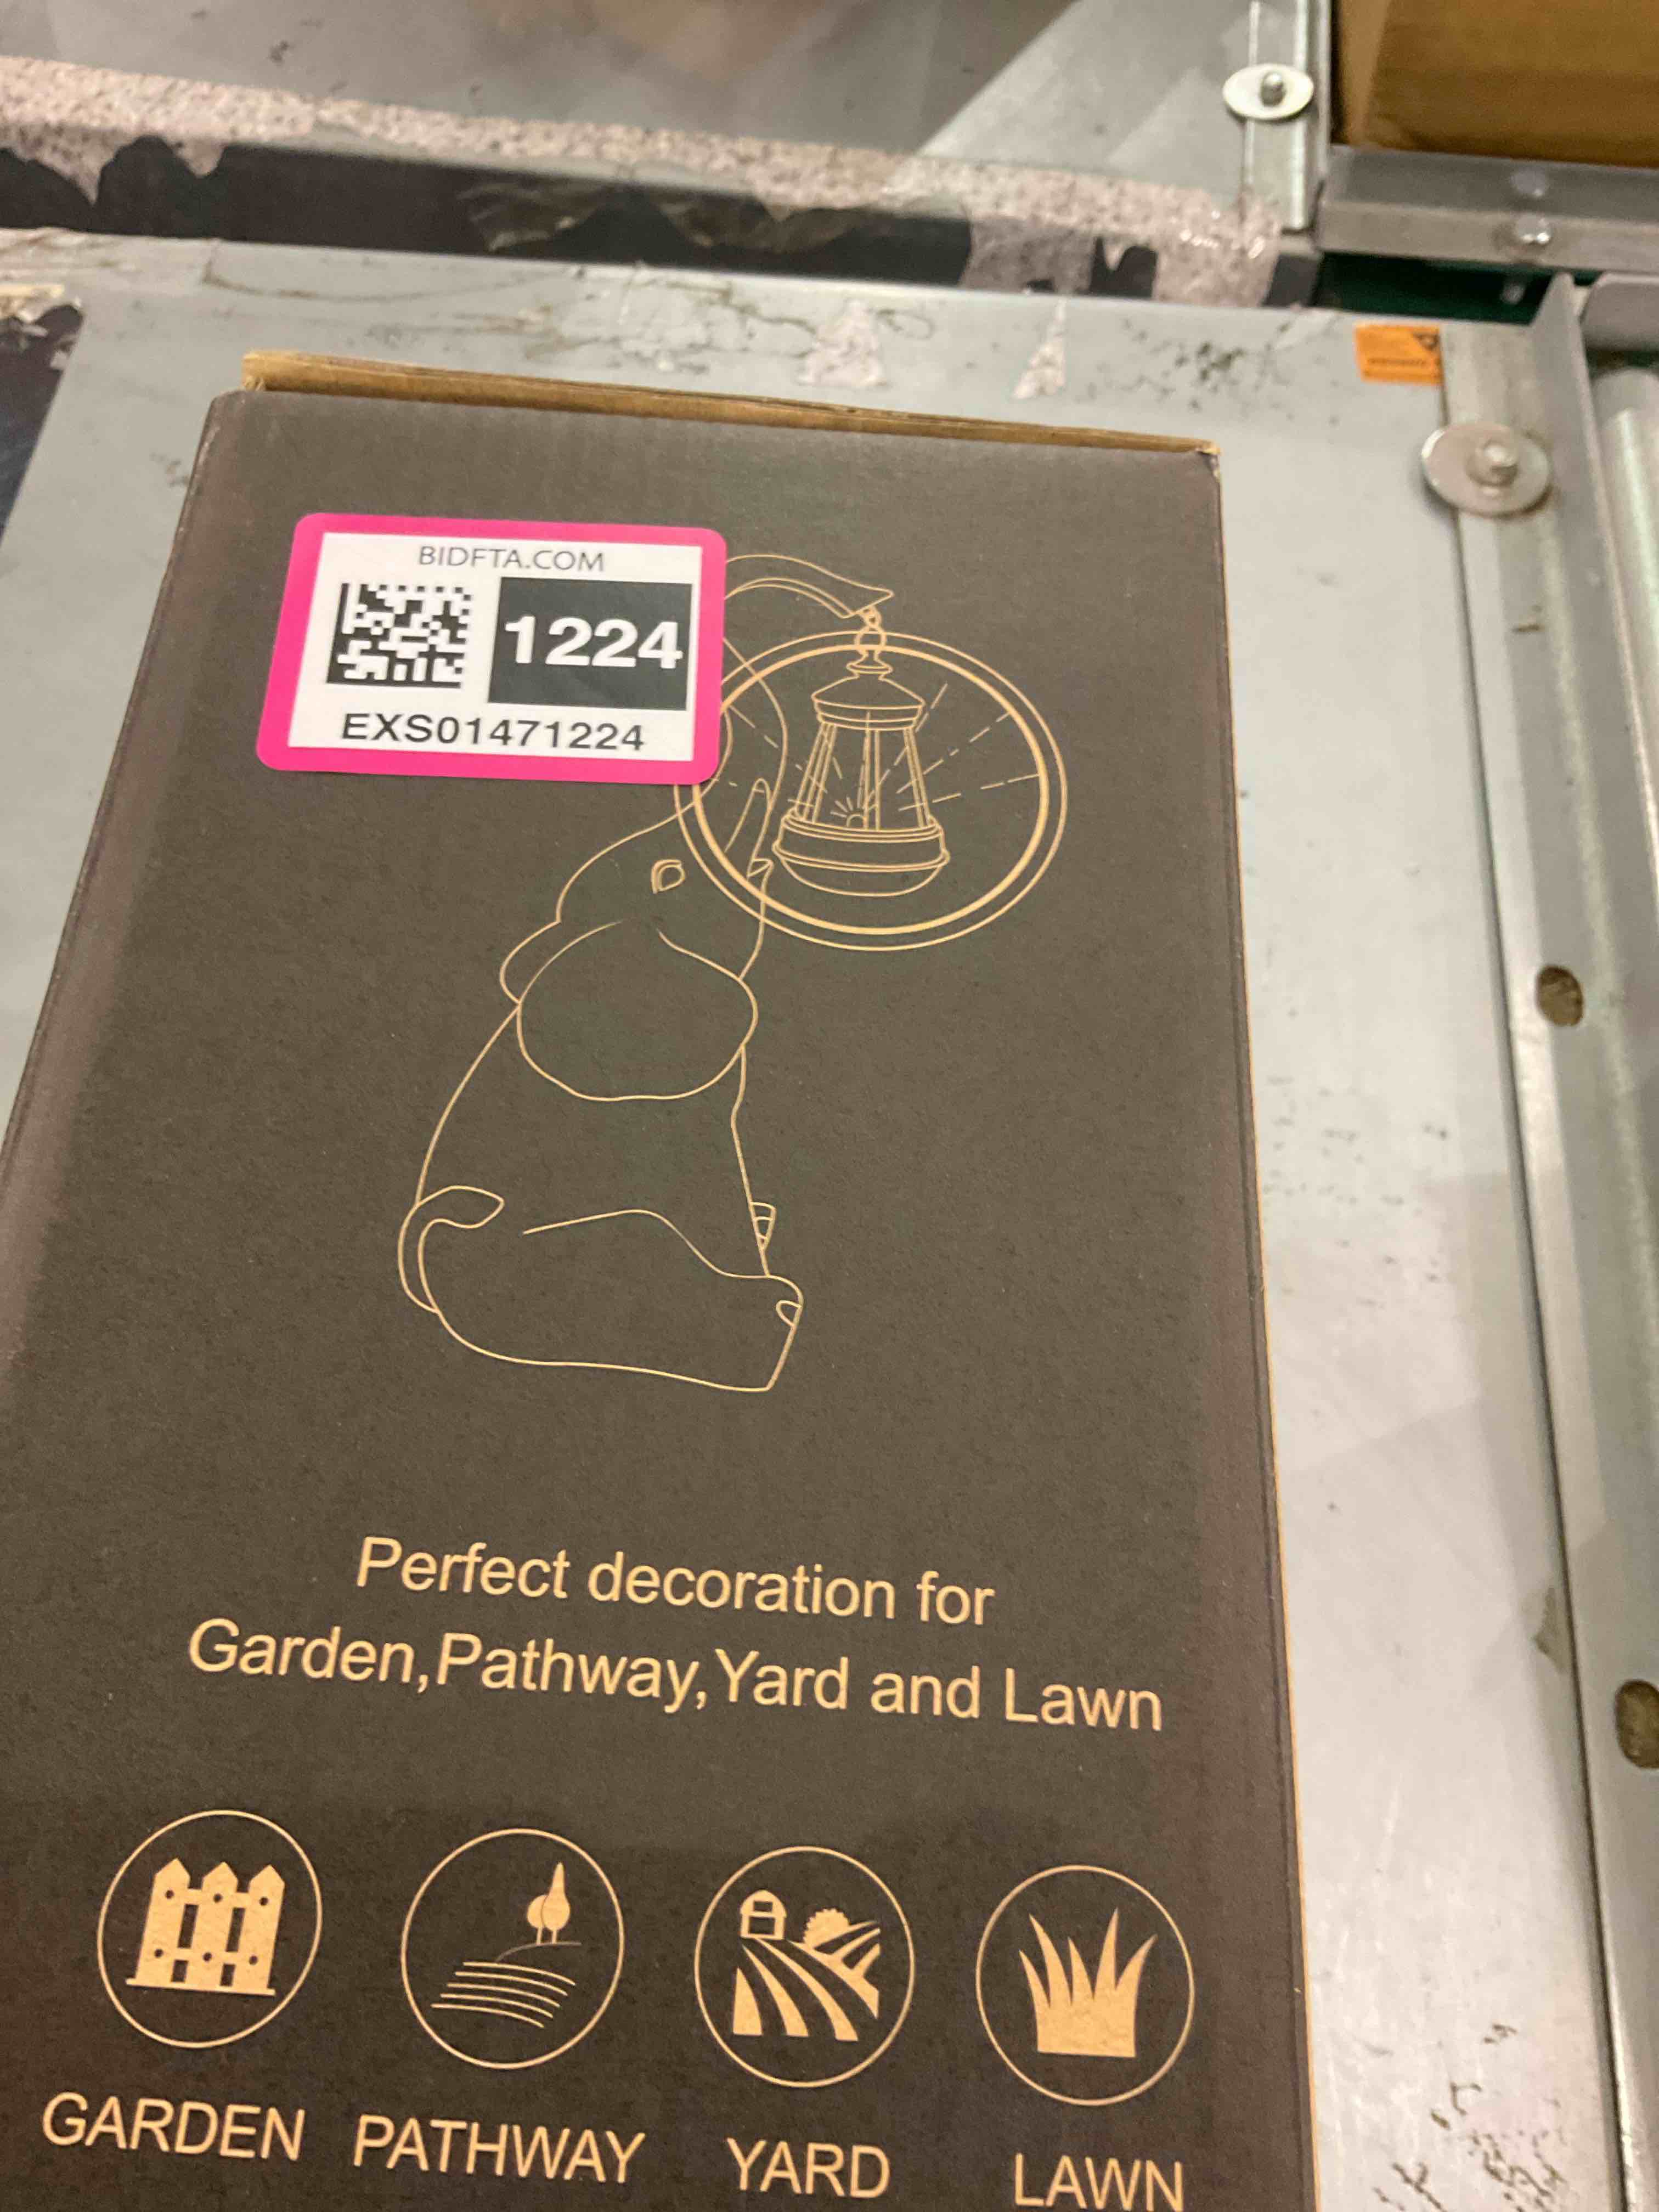 BIDFTA.COM
1224
EXS01471224
Perfect decoration for
Garden,Pathway,Yard and Lawn
GARDEN PATHWAY YARD LAWN